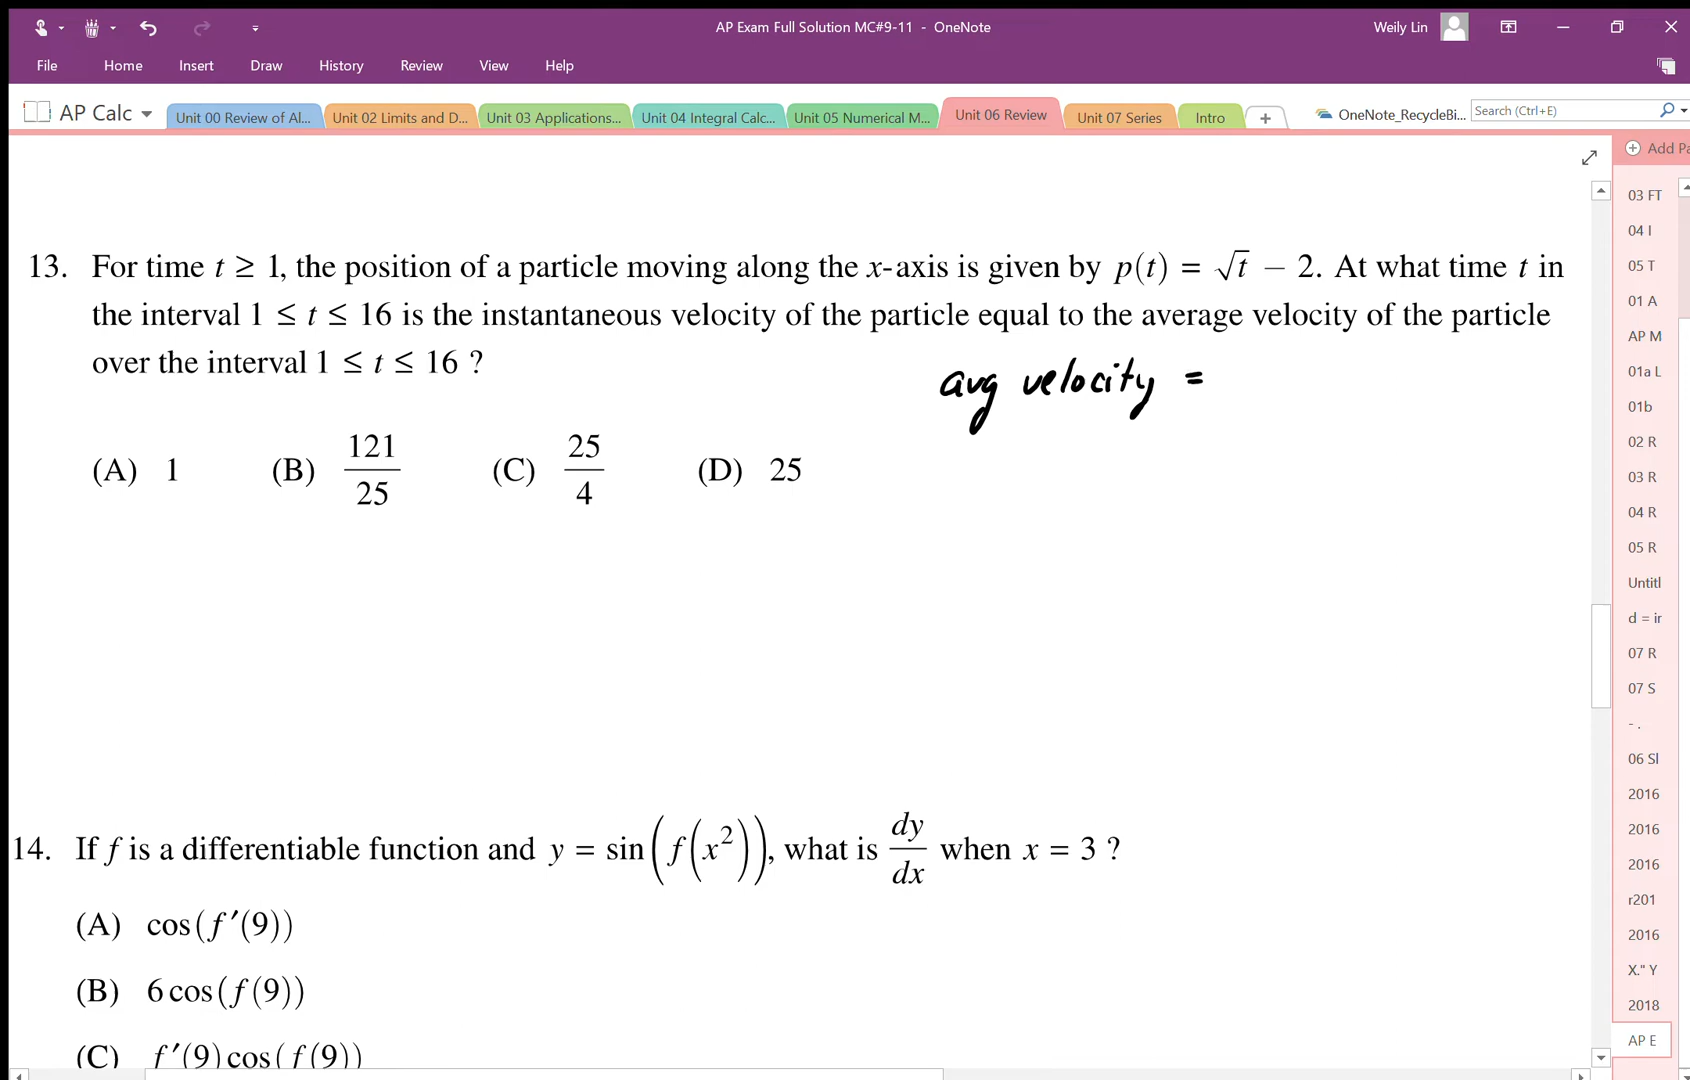 AP Exam Full Solution MC#9-11 - OneNote
Weily Lin
File Home Insert Draw History Review View Help
AP Calc
Unit 00 Review of Al... Unit 02 Limits and D... Unit 03 Applications... Unit 04 Integral Calc... Unit 05 Numerical M... Unit 06 Review Unit 07 Series Intro +
OneNote_RecycleBi...
Search (Ctrl+E)
13. For time t ≥ 1, the position of a particle moving along the x-axis is given by p(t) = √t − 2. At what time t in
the interval 1 ≤ t ≤ 16 is the instantaneous velocity of the particle equal to the average velocity of the particle
over the interval 1 ≤ t ≤ 16 ?
avg velocity =
(A) 1 (B) 121/25 (C) 25/4 (D) 25
14. If f is a differentiable function and y = sin(f(x²)), what is dy/dx when x = 3 ?
(A) cos(f′(9))
(B) 6 cos(f(9))
(C) f′(9) cos(f(9))
Add Pa
03 FT
04 I
05 T
01 A
AP M
01a L
01b
02 R
03 R
04 R
05 R
Untitl
d = ir
07 R
07 S
- .
06 Sl
2016
2016
2016
r201
2016
X." Y
2018
AP E